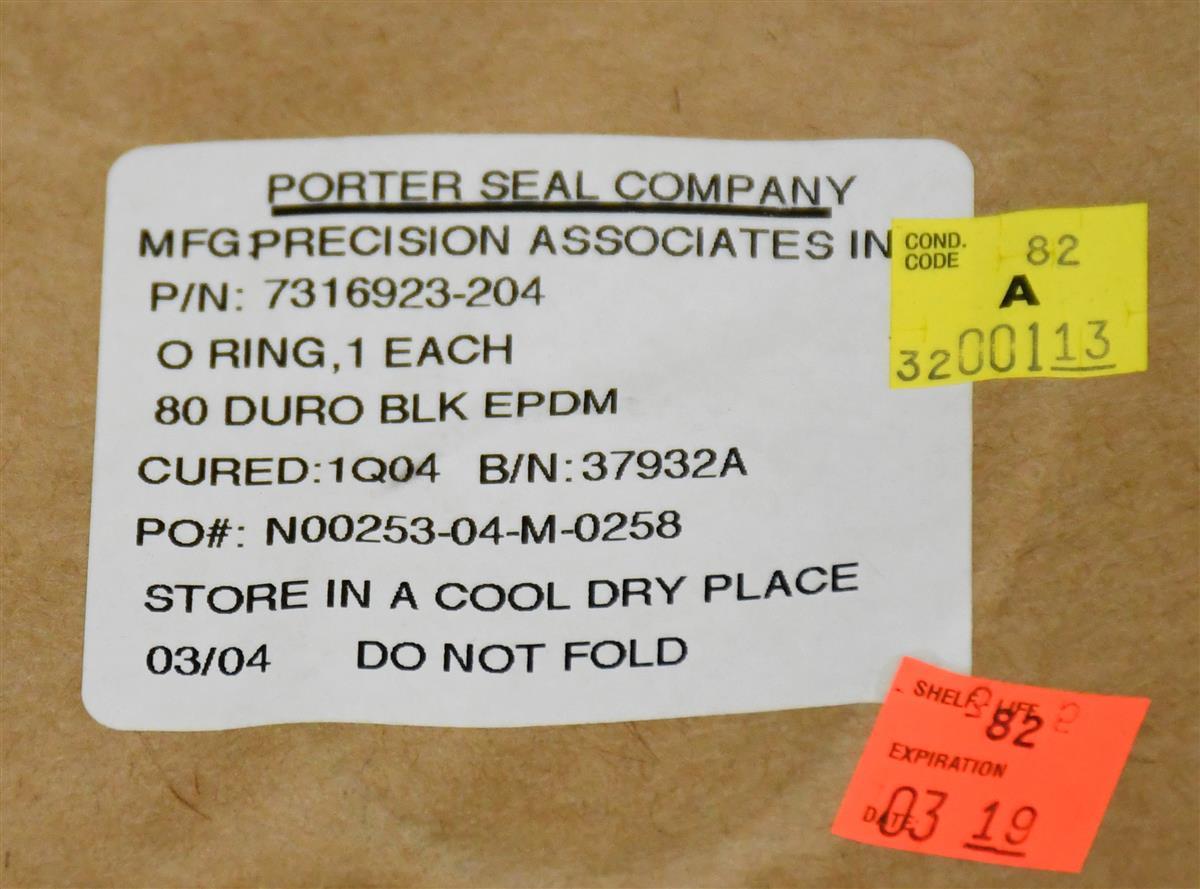 PORTER SEAL COMPANY
MFG:PRECISION ASSOCIATES IN
P/N: 7316923-204
O RING,1 EACH
80 DURO BLK EPDM
CURED:1Q04 B/N:37932A
PO#: N00253-04-M-0258
STORE IN A COOL DRY PLACE
03/04 DO NOT FOLD
COND. 82
CODE
A
3200113
SHELF LIFE
82
EXPIRATION
DATE: 03 19